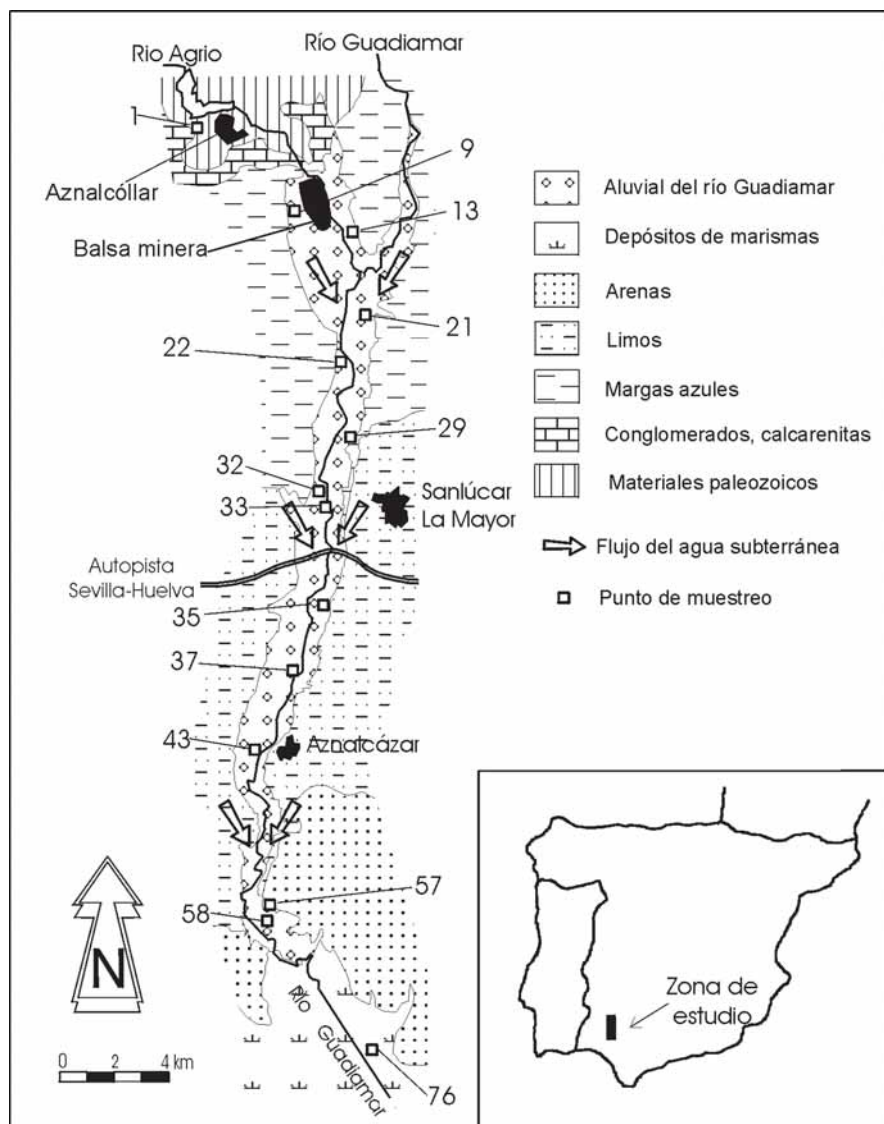 Rio Agrio
Río Guadiamar
1
Aznalcóllar
9
Balsa minera
13
21
22
29
32
33
Sanlúcar
La Mayor
Autopista
Sevilla-Huelva
35
37
43
Aznalcázar
57
58
N
Río
Guadiamar
76
0 2 4 km
Aluvial del río Guadiamar
Depósitos de marismas
Arenas
Limos
Margas azules
Conglomerados, calcarenitas
Materiales paleozoicos
Flujo del agua subterránea
Punto de muestreo
Zona de
estudio